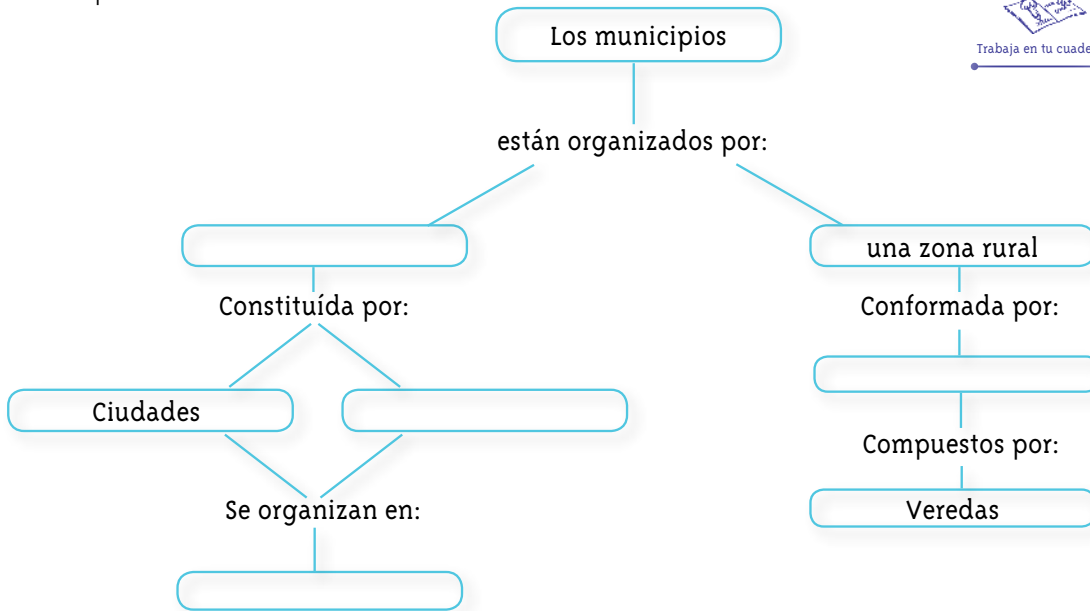 Los municipios
Trabaja en tu
están organizados por:
una zona rural
Constituída por:
Conformada por:
Ciudades
Compuestos por:
Se organizan en:
Veredas